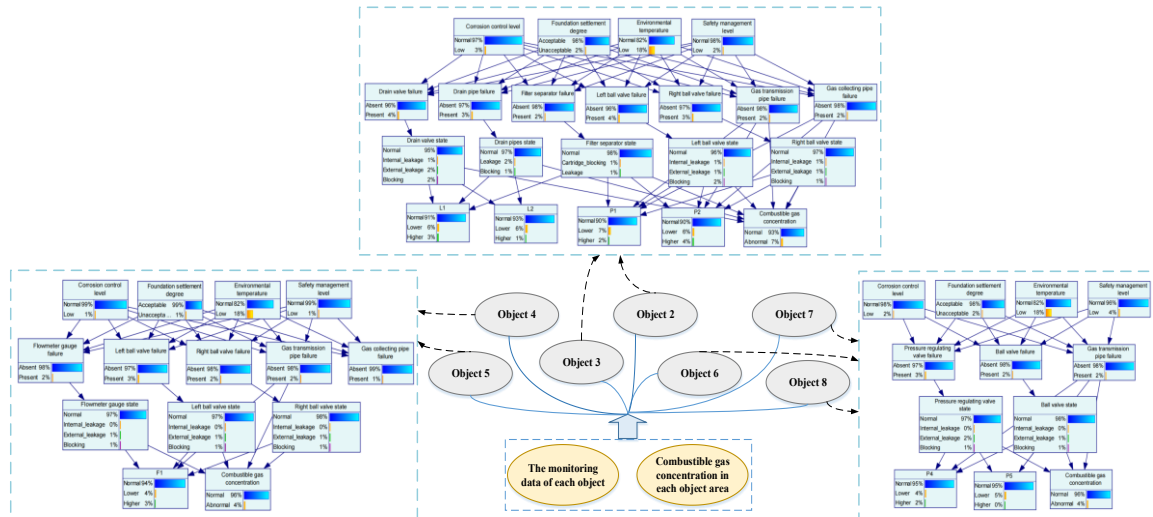 Corrosion control level
Normal 97%
Low 3%
Foundation settlement
degree
Acceptable 98%
Unacceptable 2%
Environmental
temperature
Normal 82%
Low 18%
Safety management
level
Normal 98%
Low 2%
Drain valve failure
Absent 96%
Present 4%
Drain pipe failure
Absent 97%
Present 3%
Filter separator failure
Absent 98%
Present 2%
Left ball valve failure
Absent 96%
Present 4%
Right ball valve failure
Absent 97%
Present 3%
Gas transmission
pipe failure
Absent 98%
Present 2%
Gas collecting pipe
failure
Absent 98%
Present 2%
Drain valve state
Normal 95%
Internal_leakage 1%
External_leakage 2%
Blocking 2%
Drain pipes state
Normal 97%
Leakage 2%
Blocking 1%
Filter separator state
Normal 98%
Cartridge_blocking 1%
Leakage 1%
Left ball valve state
Normal 96%
Internal_leakage 1%
External_leakage 1%
Blocking 2%
Right ball valve state
Normal 97%
Internal_leakage 1%
External_leakage 1%
Blocking 1%
L1
Normal 91%
Lower 6%
Higher 3%
L2
Normal 93%
Lower 6%
Higher 1%
P1
Normal 90%
Lower 7%
Higher 2%
P2
Normal 90%
Lower 6%
Higher 4%
Combustible gas
concentration
Normal 93%
Abnormal 7%
Corrosion control level
Normal 99%
Low 1%
Foundation settlement
degree
Acceptable 99%
Unaccepta ... 1%
Environmental
temperature
Normal 82%
Low 18%
Safety management
level
Normal 99%
Low 1%
Flowmeter gauge
failure
Absent 98%
Present 2%
Left ball valve failure
Absent 97%
Present 3%
Right ball valve failure
Absent 98%
Present 2%
Gas transmission
pipe failure
Absent 98%
Present 2%
Gas collecting pipe
failure
Absent 99%
Present 1%
Flowmeter gauge state
Normal 97%
Internal_leakage 0%
External_leakage 1%
Blocking 1%
Left ball valve state
Normal 97%
Internal_leakage 0%
External_leakage 1%
Blocking 1%
Right ball valve state
Normal 98%
Internal_leakage 0%
External_leakage 1%
Blocking 1%
F1
Normal 94%
Lower 4%
Higher 3%
Combustible gas
concentration
Normal 96%
Abnormal 4%
Object 4
Object 2
Object 7
Object 3
Object 5
Object 6
Object 8
The monitoring
data of each object
Combustible gas
concentration in
each object area
Corrosion control
level
Normal 98%
Low 2%
Foundation settlement
degree
Acceptable 98%
Unacceptable 2%
Environmental
temperature
Normal 82%
Low 18%
Safety management
level
Normal 96%
Low 4%
Pressure regulating
valve failure
Absent 97%
Present 3%
Ball valve failure
Absent 98%
Present 2%
Gas transmission
pipe failure
Absent 98%
Present 2%
Pressure regulating valve
state
Normal 97%
Internal_leakage 0%
External_leakage 2%
Blocking 1%
Ball valve state
Normal 98%
Internal_leakage 0%
External_leakage 1%
Blocking 1%
P4
Normal 95%
Lower 4%
Higher 2%
P5
Normal 95%
Lower 5%
Higher 0%
Combustible gas
concentration
Normal 96%
Abnormal 4%